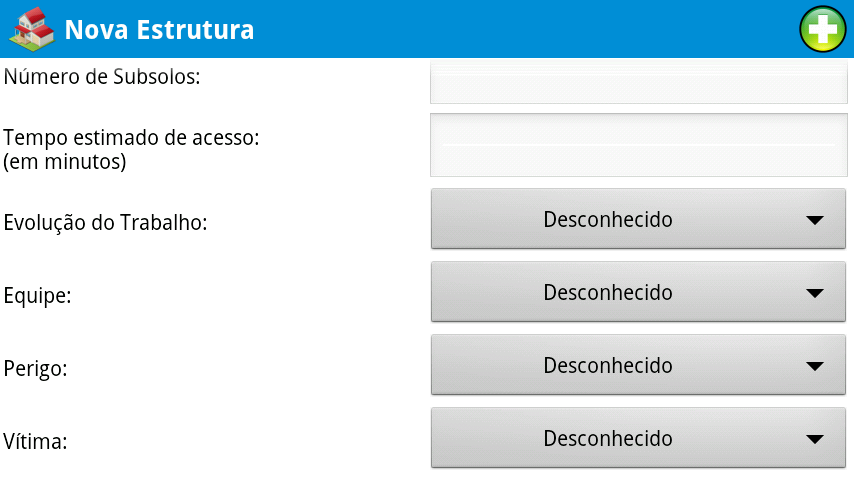 Nova Estrutura
Número de Subsolos:
Tempo estimado de acesso:
(em minutos)
Evolução do Trabalho: Desconhecido
Equipe: Desconhecido
Perigo: Desconhecido
Vítima: Desconhecido